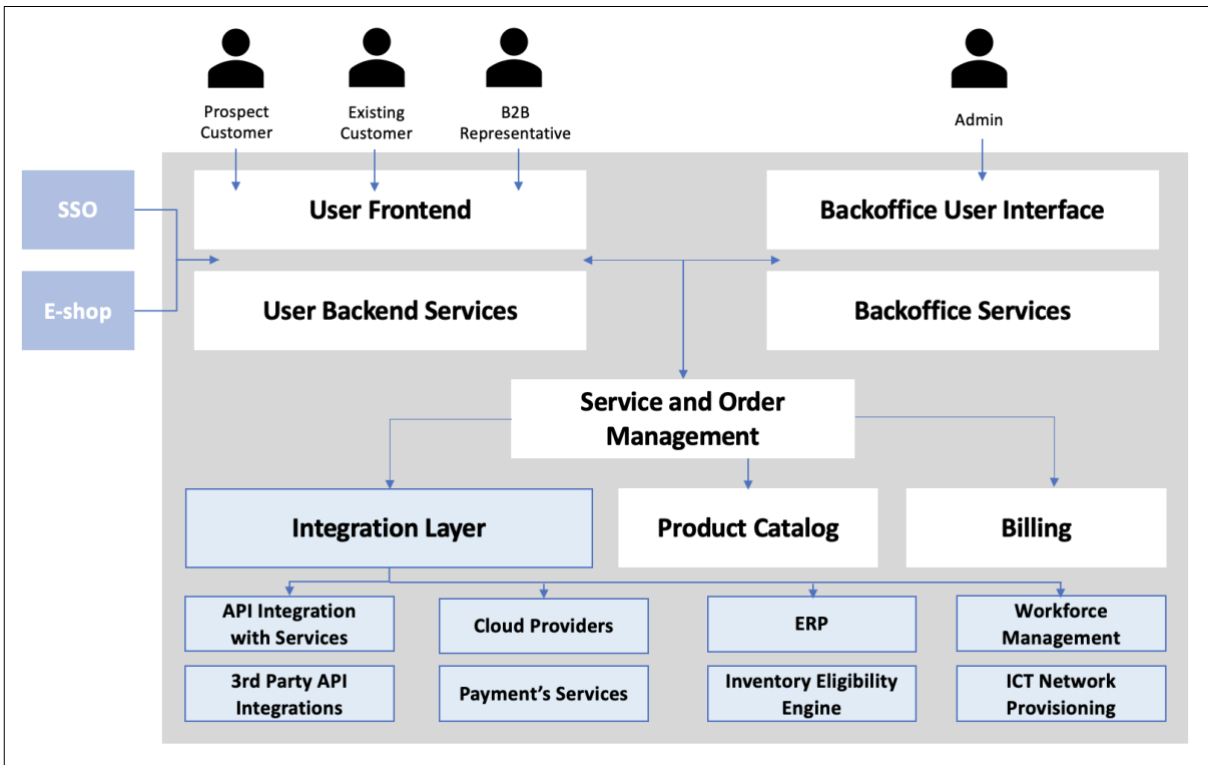 Prospect
Customer
Existing
Customer
B2B
Representative
Admin
SSO
User Frontend
Backoffice User Interface
E-shop
User Backend Services
Backoffice Services
Service and Order
Management
Integration Layer
Product Catalog
Billing
API Integration
with Services
Cloud Providers
ERP
Workforce
Management
3rd Party API
Integrations
Payment's Services
Inventory Eligibility
Engine
ICT Network
Provisioning